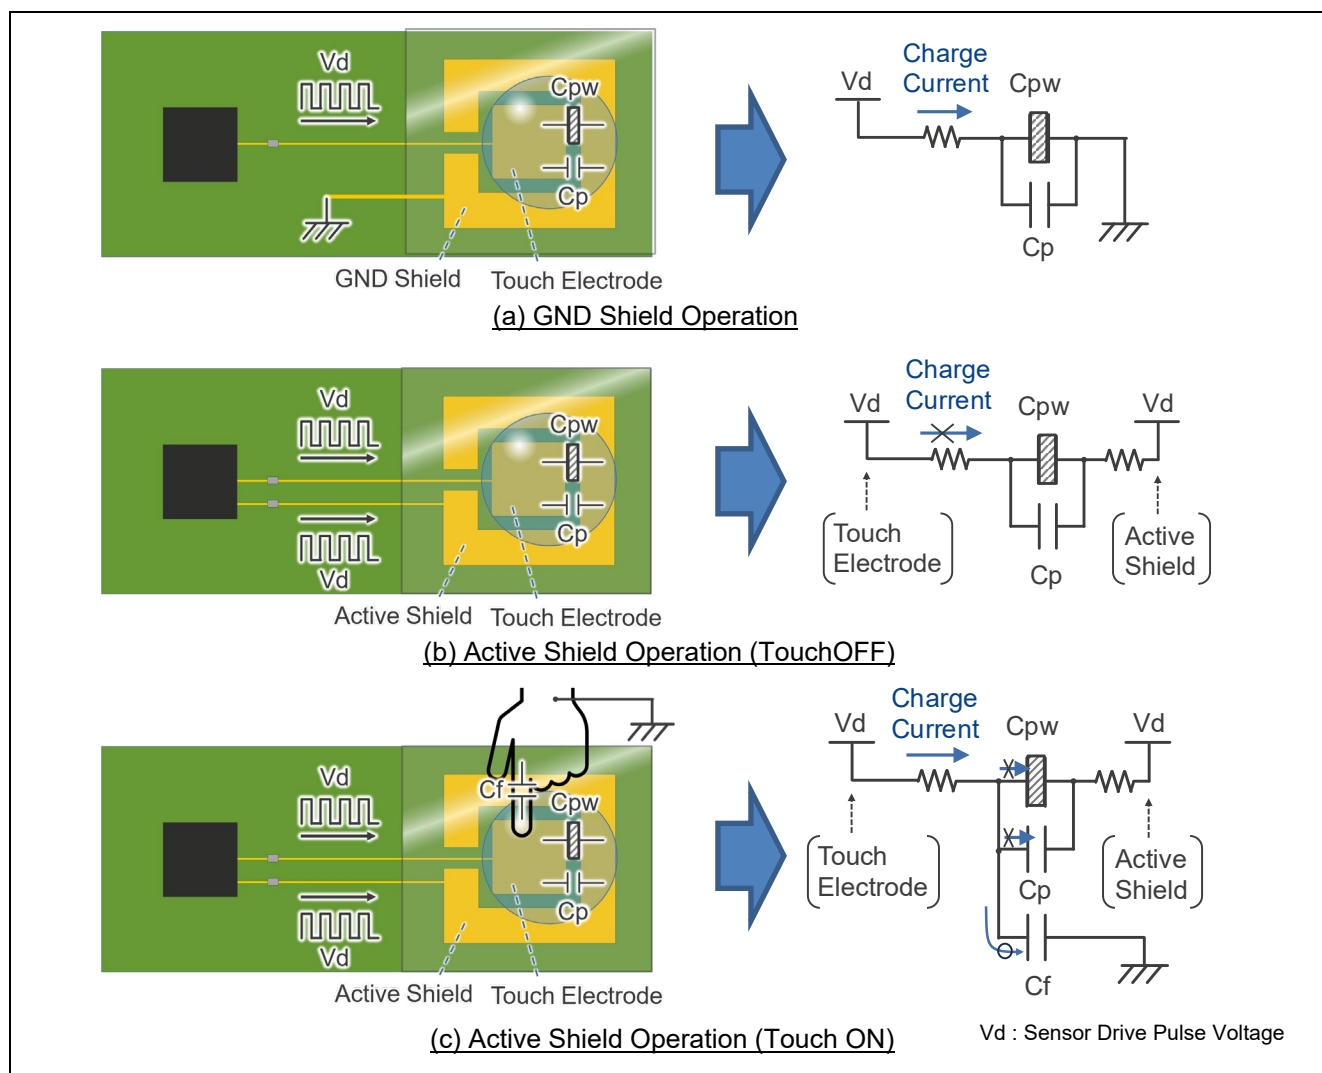 Vd
Cpw
Cp
GND Shield
Touch Electrode
Charge
Current
Vd
Cpw
Cp
(a) GND Shield Operation
Vd
Vd
Cpw
Cp
Active Shield
Touch Electrode
Charge
Current
Vd
Cpw
Vd
Touch
Electrode
Cp
Active
Shield
(b) Active Shield Operation (TouchOFF)
Vd
Vd
Cf
Cpw
Cp
Active Shield
Touch Electrode
Charge
Current
Vd
Cpw
Vd
Touch
Electrode
Cp
Active
Shield
Cf
(c) Active Shield Operation (Touch ON)
Vd : Sensor Drive Pulse Voltage